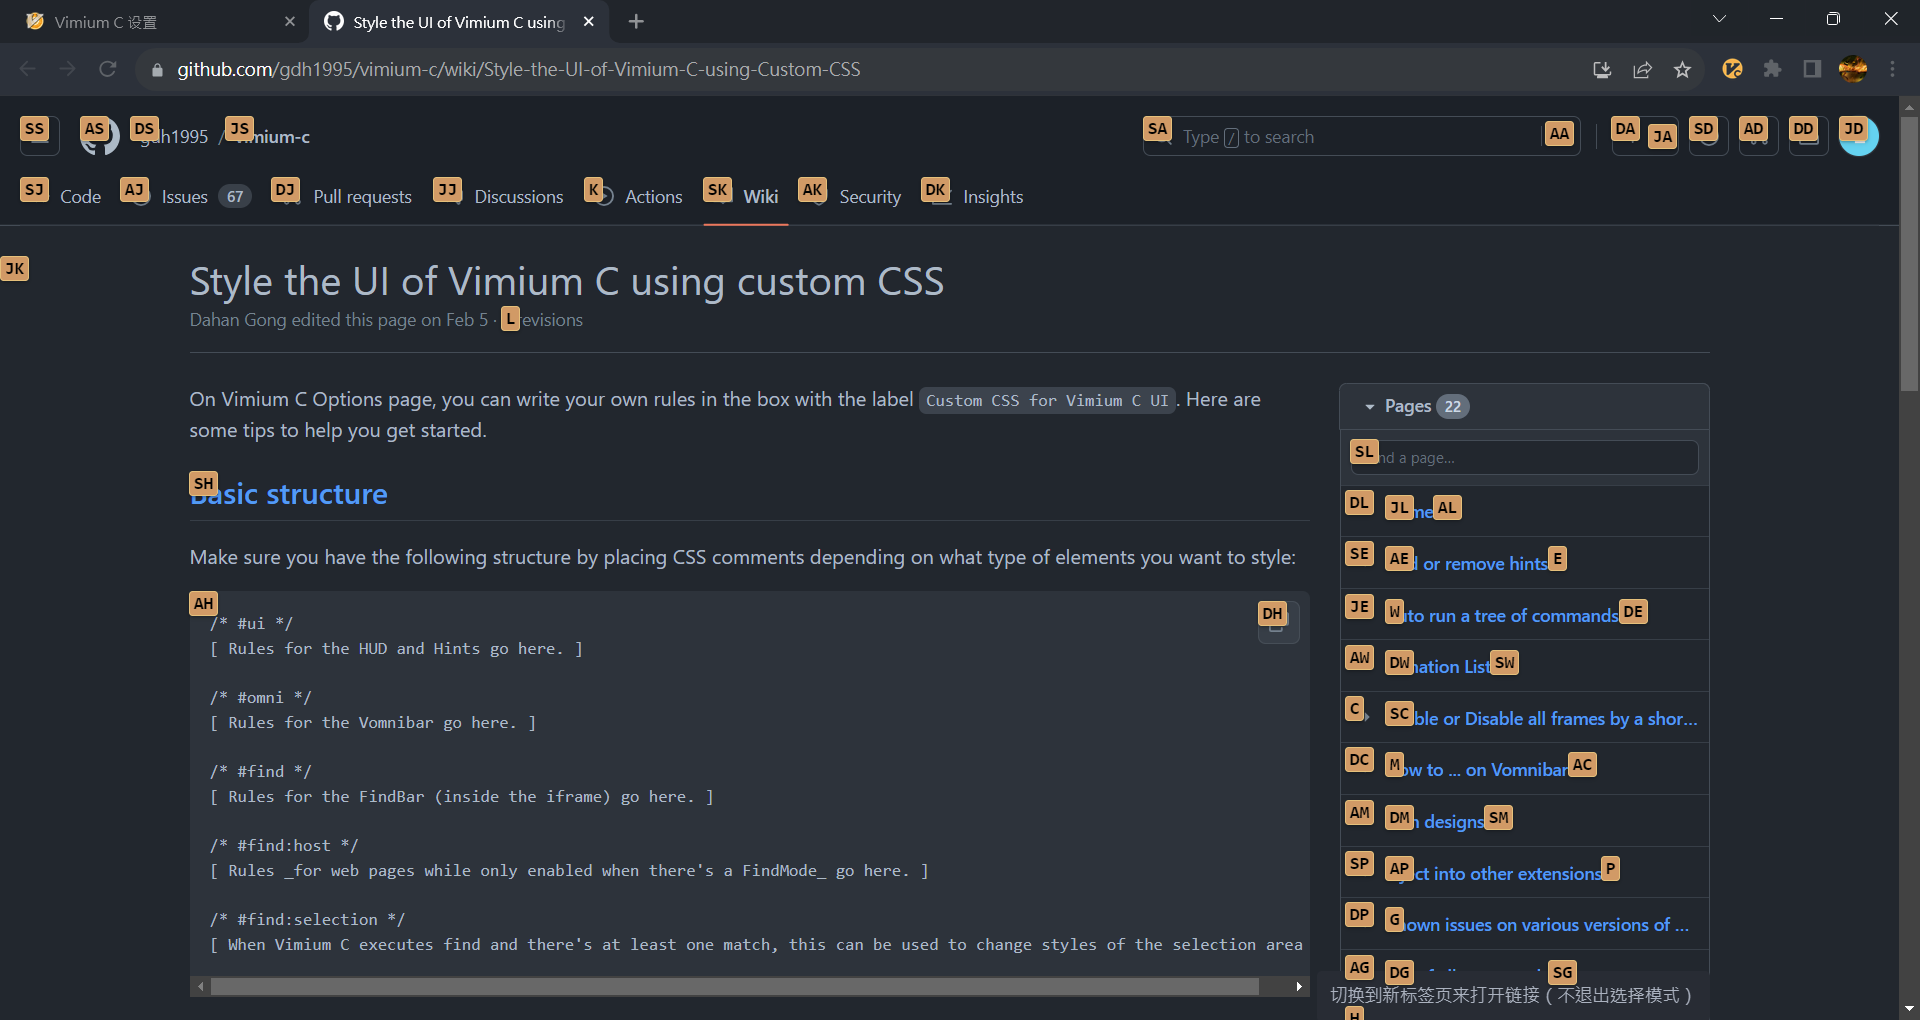 Vimium C 设置
Style the UI of Vimium C using
github.com/gdh1995/vimium-c/wiki/Style-the-UI-of-Vimium-C-using-Custom-CSS
SS AS DS dh1995 / JS mium-c SA Type / to search AA DA JA SD AD DD JD
SJ Code AJ Issues 67 DJ Pull requests JJ Discussions K Actions SK Wiki AK Security DK Insights
JK
Style the UI of Vimium C using custom CSS
Dahan Gong edited this page on Feb 5 · L evisions
On Vimium C Options page, you can write your own rules in the box with the label Custom CSS for Vimium C UI. Here are
some tips to help you get started.
SH
Basic structure
Make sure you have the following structure by placing CSS comments depending on what type of elements you want to style:
AH DH
/* #ui */
[ Rules for the HUD and Hints go here. ]
/* #omni */
[ Rules for the Vomnibar go here. ]
/* #find */
[ Rules for the FindBar (inside the iframe) go here. ]
/* #find:host */
[ Rules _for web pages while only enabled when there's a FindMode_ go here. ]
/* #find:selection */
[ When Vimium C executes find and there's at least one match, this can be used to change styles of the selection area
Pages 22
SL nd a page...
DL JL me AL
SE AE d or remove hints E
JE W uto run a tree of commands DE
AW DW nation List SW
C SC ble or Disable all frames by a shor...
DC M ow to ... on Vomnibar AC
AM DM n designs SM
SP AP ct into other extensions P
DP G nown issues on various versions of ...
AG DG SG
切换到新标签页来打开链接 ( 不退出选择模式 )
H